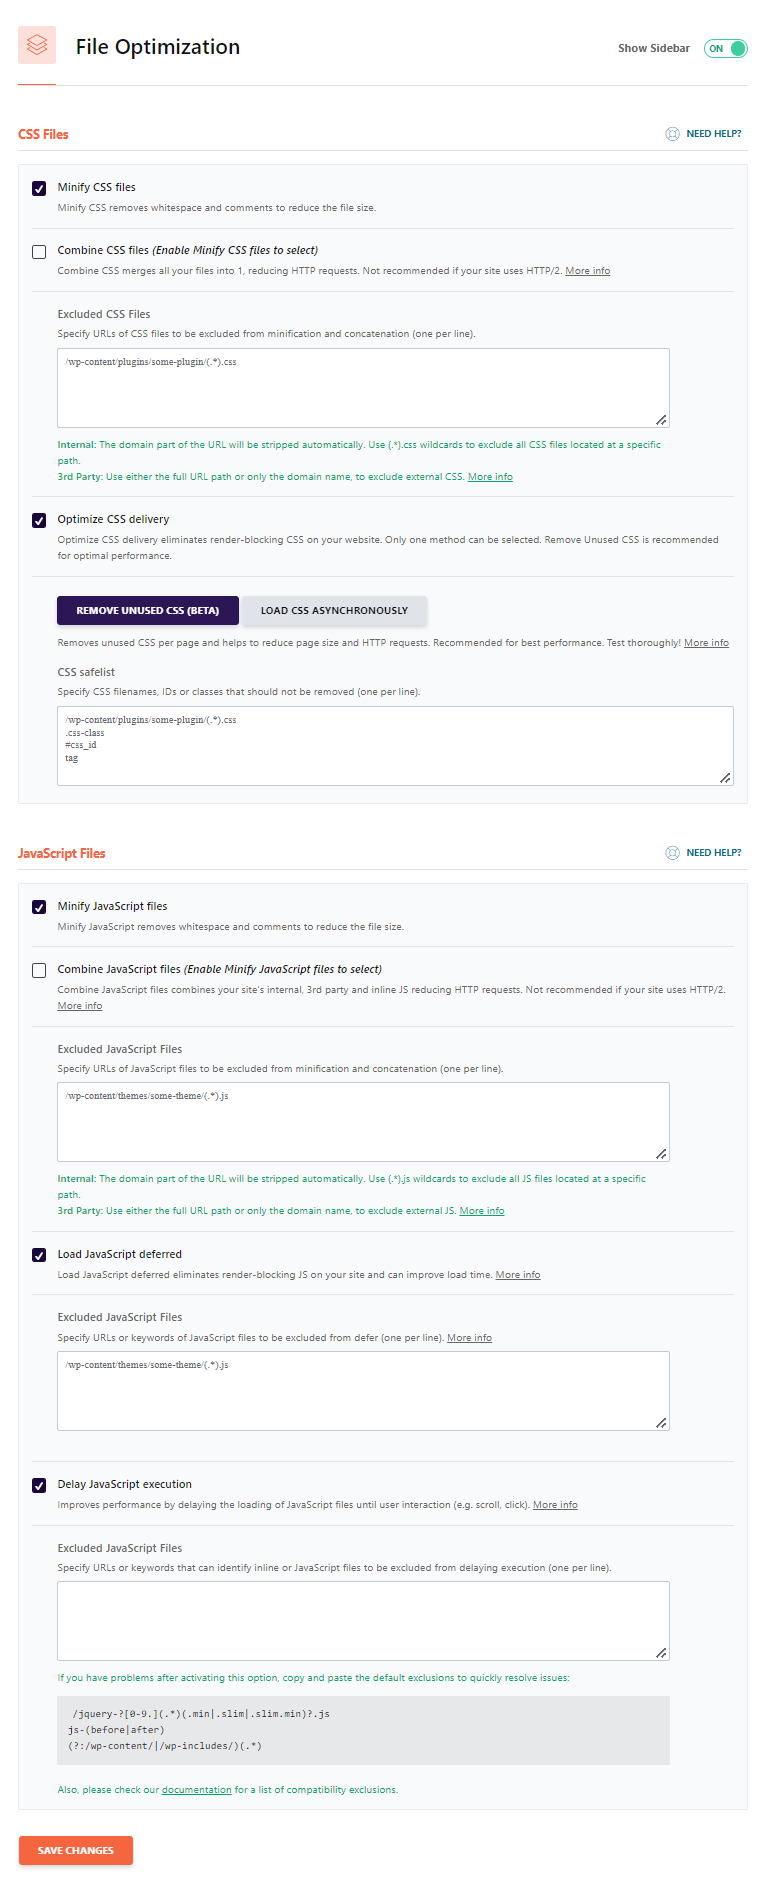 File Optimization
Show Sidebar
ON
CSS Files
NEED HELP?
Minify CSS files
Minify CSS removes whitespace and comments to reduce the file size.
Combine CSS files (Enable Minify CSS files to select)
Combine CSS merges all your files into 1, reducing HTTP requests. Not recommended if your site uses HTTP/2. More info
Excluded CSS Files
Specify URLs of CSS files to be excluded from minification and concatenation (one per line).
/wp-content/plugins/some-plugin/(.*).css
Internal: The domain part of the URL will be stripped automatically. Use (.*).css wildcards to exclude all CSS files located at a specific
path.
3rd Party: Use either the full URL path or only the domain name, to exclude external CSS. More info
Optimize CSS delivery
Optimize CSS delivery eliminates render-blocking CSS on your website. Only one method can be selected. Remove Unused CSS is recommended
for optimal performance.
REMOVE UNUSED CSS (BETA)
LOAD CSS ASYNCHRONOUSLY
Removes unused CSS per page and helps to reduce page size and HTTP requests. Recommended for best performance. Test thoroughly! More info
CSS safelist
Specify CSS filenames, IDs or classes that should not be removed (one per line).
/wp-content/plugins/some-plugin/(.*).css
.css-class
#css_id
tag
JavaScript Files
NEED HELP?
Minify JavaScript files
Minify JavaScript removes whitespace and comments to reduce the file size.
Combine JavaScript files (Enable Minify JavaScript files to select)
Combine JavaScript files combines your site's internal, 3rd party and inline JS reducing HTTP requests. Not recommended if your site uses HTTP/2.
More info
Excluded JavaScript Files
Specify URLs of JavaScript files to be excluded from minification and concatenation (one per line).
/wp-content/themes/some-theme/(.*).js
Internal: The domain part of the URL will be stripped automatically. Use (.*).js wildcards to exclude all JS files located at a specific
path.
3rd Party: Use either the full URL path or only the domain name, to exclude external JS. More info
Load JavaScript deferred
Load JavaScript deferred eliminates render-blocking JS on your site and can improve load time. More info
Excluded JavaScript Files
Specify URLs or keywords of JavaScript files to be excluded from defer (one per line). More info
/wp-content/themes/some-theme/(.*).js
Delay JavaScript execution
Improves performance by delaying the loading of JavaScript files until user interaction (e.g. scroll, click). More info
Excluded JavaScript Files
Specify URLs or keywords that can identify inline or JavaScript files to be excluded from delaying execution (one per line).
If you have problems after activating this option, copy and paste the default exclusions to quickly resolve issues:
/jquery-?[0-9.](.*)(.min|.slim|.slim.min)?.js
js-(before|after)
(?:/wp-content/|/wp-includes/)(.*)
Also, please check our documentation for a list of compatibility exclusions.
SAVE CHANGES